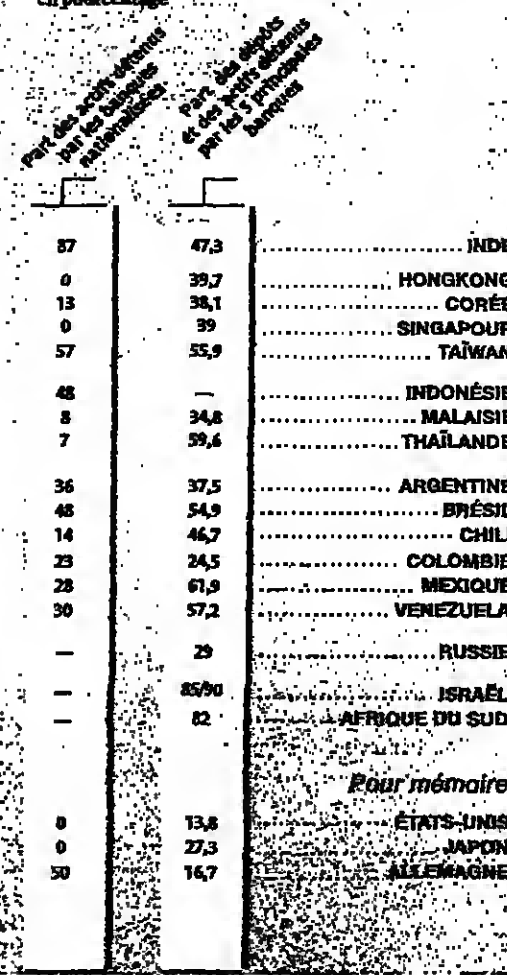 en pourcentage
Part des actifs détenus
par les banques
nationalisées
Part des dépôts
et des actifs détenus
par les 5 principales
banques
87 47,3 INDE
0 39,7 HONGKONG
13 38,1 CORÉE
0 39 SINGAPOUR
57 55,9 TAÏWAN
48 — INDONÉSIE
8 34,8 MALAISIE
7 59,6 THAÏLANDE
36 37,5 ARGENTINE
48 54,9 BRÉSIL
14 46,7 CHILI
23 24,5 COLOMBIE
28 61,9 MEXIQUE
30 57,2 VENEZUELA
— 29 RUSSIE
— 85/90 ISRAËL
— 82 AFRIQUE DU SUD
Pour mémoire
0 13,8 ÉTATS-UNIS
0 27,3 JAPON
50 16,7 ALLEMAGNE